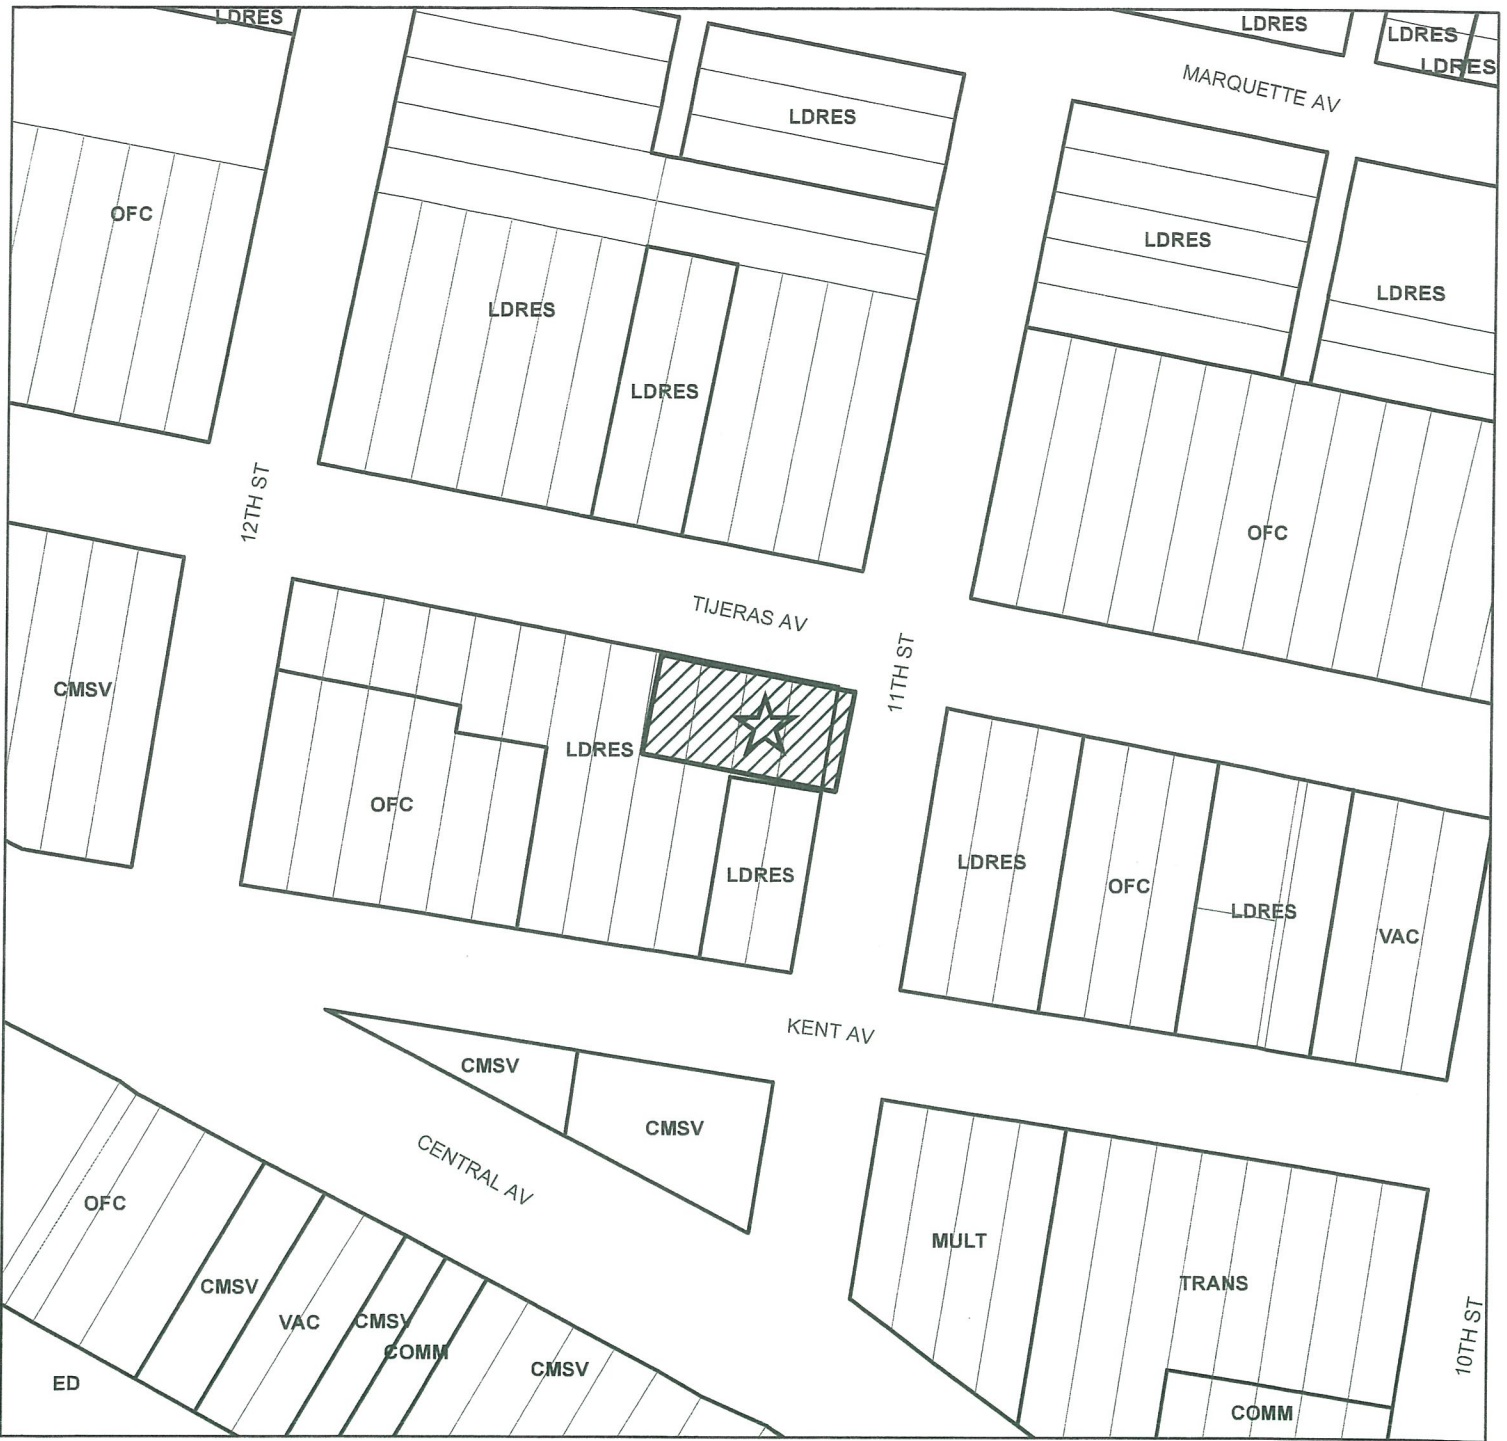 LDRES
LDRES
LDRES
LDRES
MARQUETTE AV
LDRES
OFC
LDRES
LDRES
LDRES
LDRES
OFC
12TH ST
TIJERAS AV
11TH ST
CMSV
LDRES
OFC
LDRES
LDRES
OFC
LDRES
VAC
KENT AV
CMSV
CMSV
CENTRAL AV
OFC
MULT
CMSV
TRANS
VAC
CMSV
COMM
CMSV
10TH ST
ED
COMM